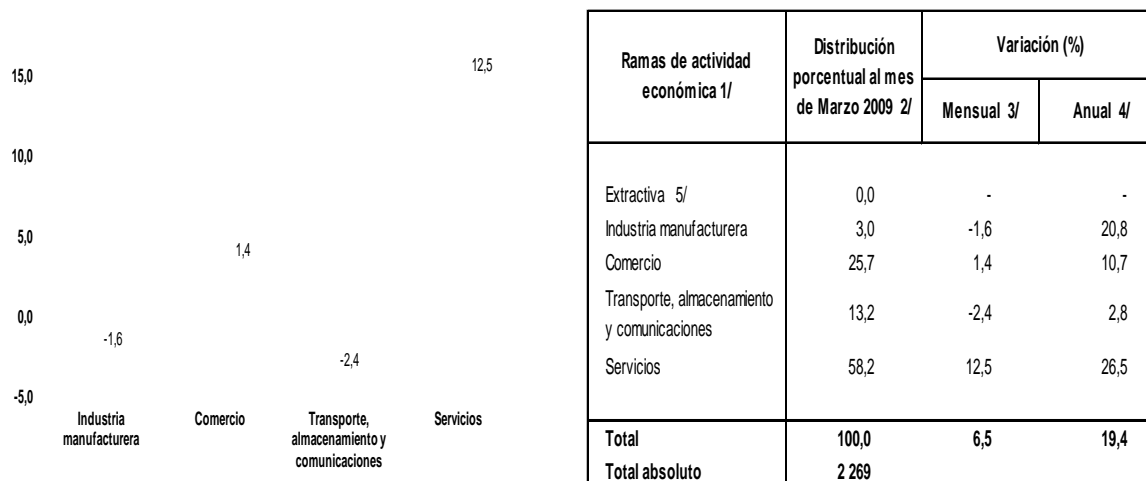 15,0
10,0
5,0
0,0
-5,0
-1,6
1,4
-2,4
12,5
Industria
manufacturera
Comercio
Transporte,
almacenamiento y
comunicaciones
Servicios
Ramas de actividad
económica 1/
Distribución
porcentual al mes
de Marzo 2009 2/
Variación (%)
Mensual 3/ Anual 4/
Extractiva 5/ 0,0 - -
Industria manufacturera 3,0 -1,6 20,8
Comercio 25,7 1,4 10,7
Transporte, almacenamiento
y comunicaciones 13,2 -2,4 2,8
Servicios 58,2 12,5 26,5
Total 100,0 6,5 19,4
Total absoluto 2 269